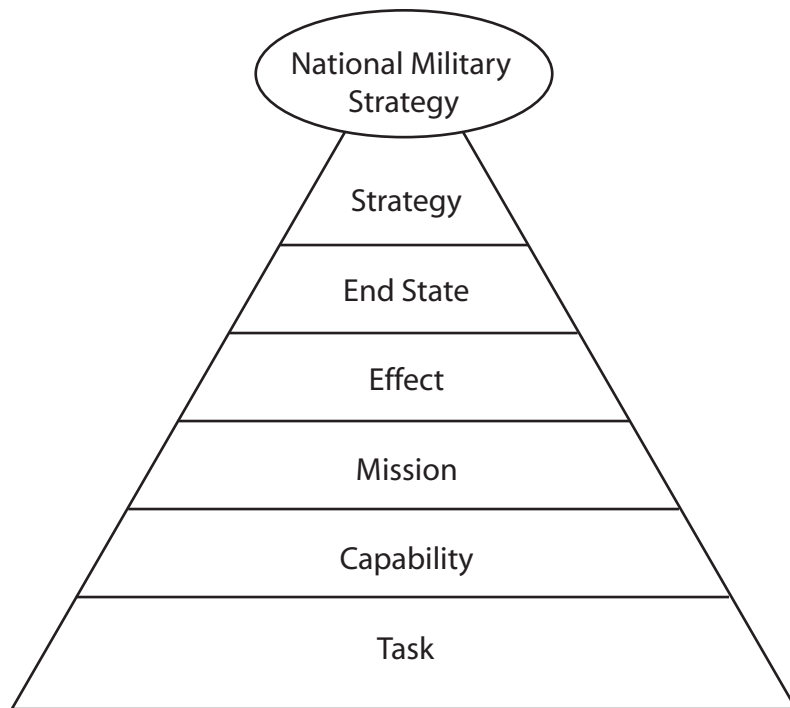 National Military
Strategy
Strategy
End State
Effect
Mission
Capability
Task